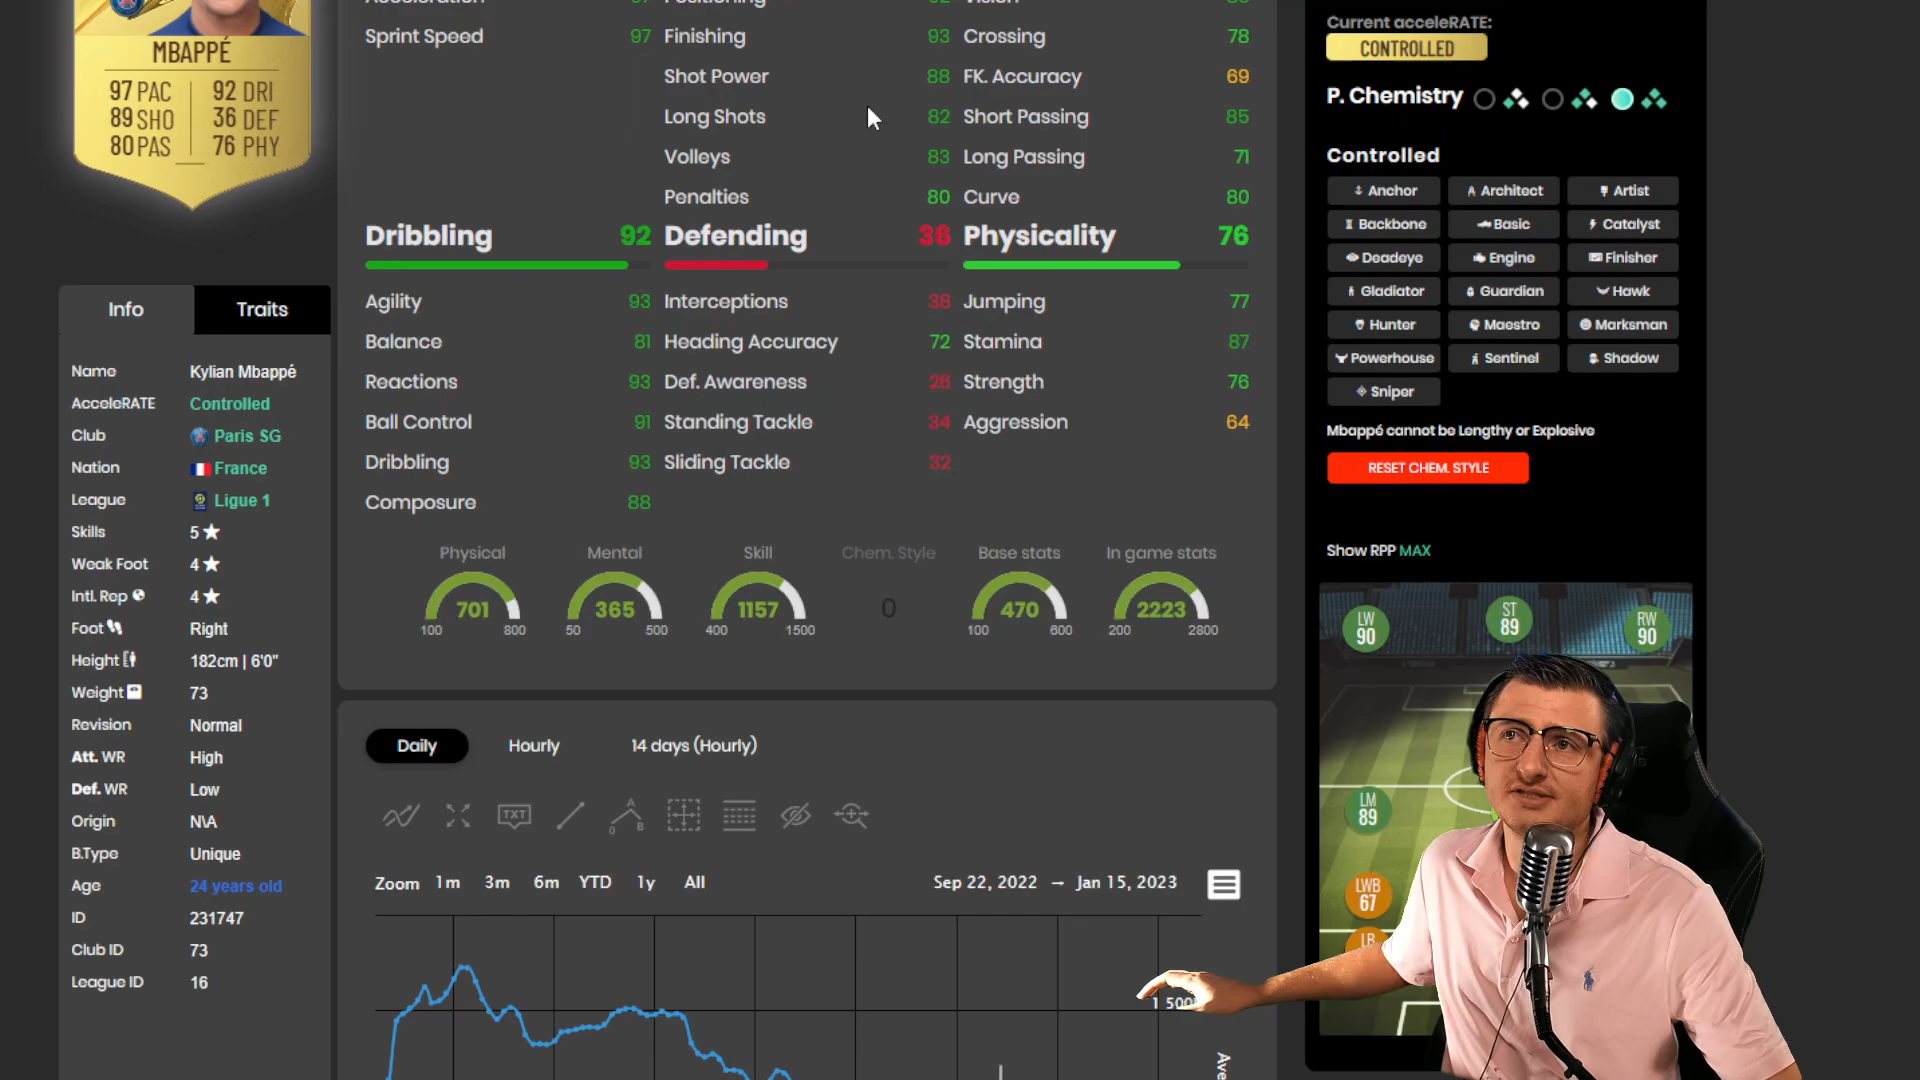 MBAPPÉ
97 PAC 92 DRI
89 SHO 36 DEF
80 PAS 76 PHY
Info Traits
Name Kylian Mbappé
AcceleRATE Controlled
Club Paris SG
Nation France
League Ligue 1
Skills 5
Weak Foot 4
Intl. Rep 4
Foot Right
Height 182cm | 6'0"
Weight 73
Revision Normal
Att. WR High
Def. WR Low
Origin N\A
B.Type Unique
Age 24 years old
ID 231747
Club ID 73
League ID 16
Sprint Speed 97
Finishing 93
Shot Power 88
Long Shots 82
Volleys 83
Penalties 80
Crossing 78
FK. Accuracy 69
Short Passing 85
Long Passing 71
Curve 80
Dribbling 92
Agility 93
Balance 81
Reactions 93
Ball Control 91
Dribbling 93
Composure 88
Defending 36
Interceptions 38
Heading Accuracy 72
Def. Awareness 26
Standing Tackle 34
Sliding Tackle 32
Physicality 76
Jumping 77
Stamina 87
Strength 76
Aggression 64
Physical Mental Skill Chem. Style Base stats In game stats
701 365 1157 0 470 2223
100 800 50 500 400 1500 100 600 200 2800
Daily Hourly 14 days (Hourly)
TXT
A
0 B
Zoom 1m 3m 6m YTD 1y All Sep 22, 2022 → Jan 15, 2023
1 500
Current acceleRATE:
CONTROLLED
P. Chemistry
Controlled
Anchor Architect Artist
Backbone Basic Catalyst
Deadeye Engine Finisher
Gladiator Guardian Hawk
Hunter Maestro Marksman
Powerhouse Sentinel Shadow
Sniper
Mbappé cannot be Lengthy or Explosive
RESET CHEM. STYLE
Show RPP MAX
LW
90
ST
89
RW
90
LM
89
LWB
67
LB